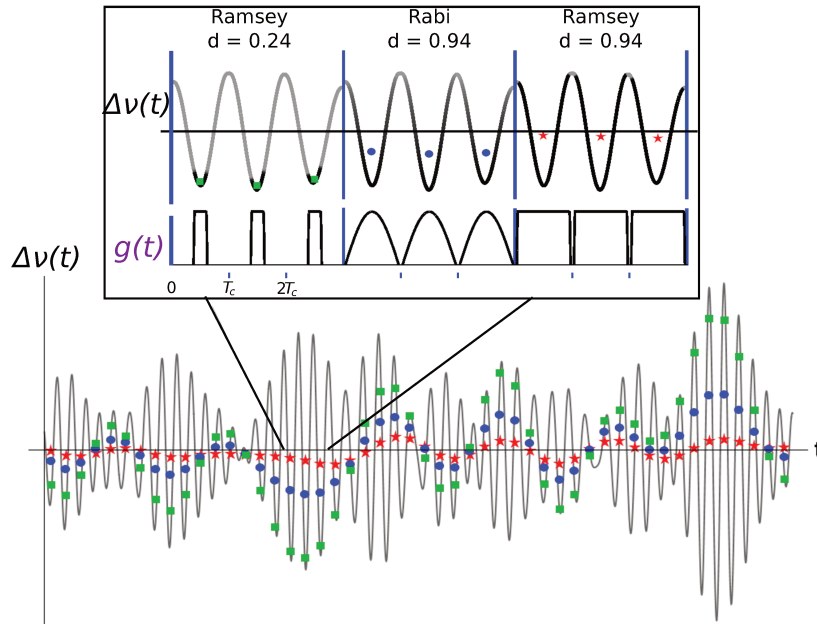 Ramsey
d = 0.24
Rabi
d = 0.94
Ramsey
d = 0.94
Δν(t)
g(t)
0
T_c
2T_c
Δν(t)
t